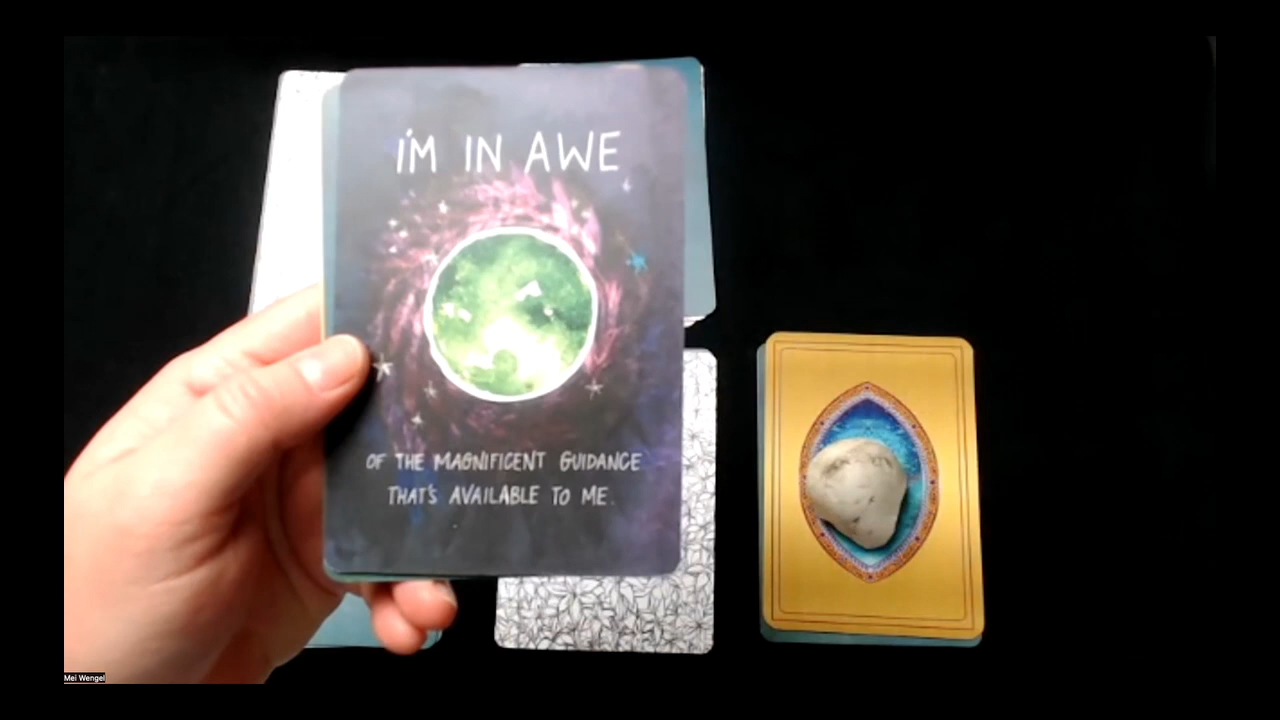 I'M IN AWE
OF THE MAGNIFICENT GUIDANCE
THAT'S AVAILABLE TO ME.
Mei Wengel